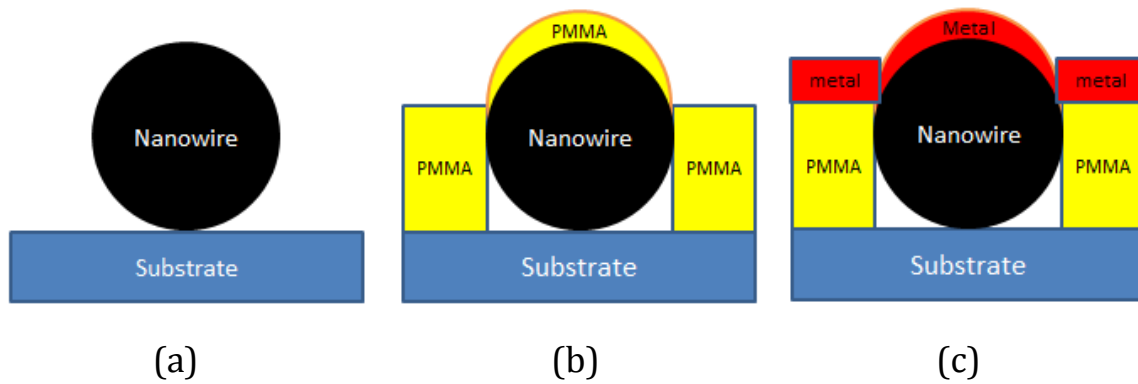 Nanowire
Substrate
(a)
PMMA
Nanowire
PMMA
PMMA
Substrate
(b)
Metal
metal
metal
Nanowire
PMMA
PMMA
Substrate
(c)